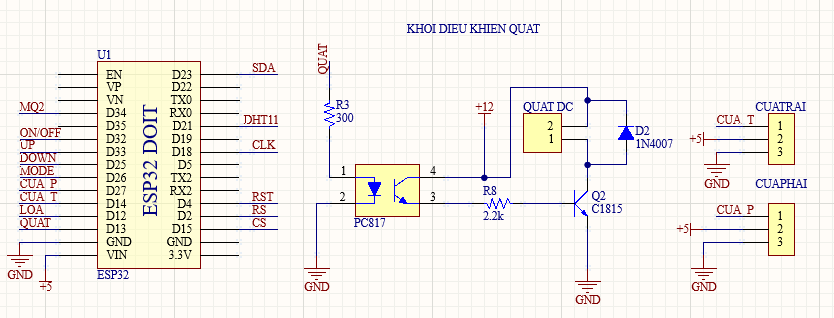 KHOI DIEU KHIEN QUAT
U1
EN
VP
VN
D34
D35
D32
D33
D25
D26
D27
D14
D12
D13
GND
VIN
D23
D22
TX0
RX0
D21
D19
D18
D5
TX2
RX2
D4
D2
D15
GND
3.3V
ESP32 DOIT
ESP32
MQ2
ON/OFF
UP
DOWN
MODE
CUA P
CUA T
LOA
QUAT
GND
+5
SDA
DHT11
CLK
RST
RS
CS
QUAT
R3
300
1
2
4
3
PC817
GND
+12
R8
2.2k
QUAT DC
2
1
D2
1N4007
Q2
C1815
GND
CUATRAI
CUA T
+5
GND
1
2
3
CUAPHAI
CUA P
+5
GND
1
2
3